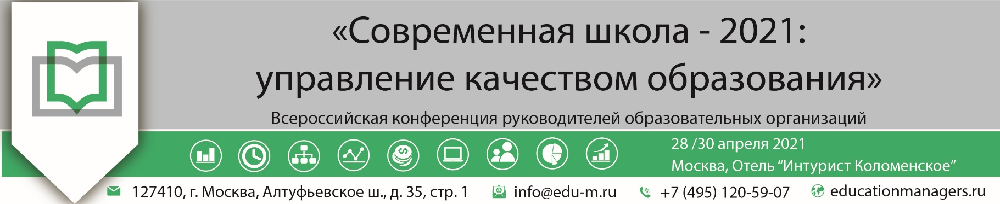 «Современная школа - 2021:
управление качеством образования»
Всероссийская конференция руководителей образовательных организаций
28 /30 апреля 2021
Москва, Отель “Интурист Коломенское”
127410, г. Москва, Алтуфьевское ш., д. 35, стр. 1 info@edu-m.ru +7 (495) 120-59-07 educationmanagers.ru